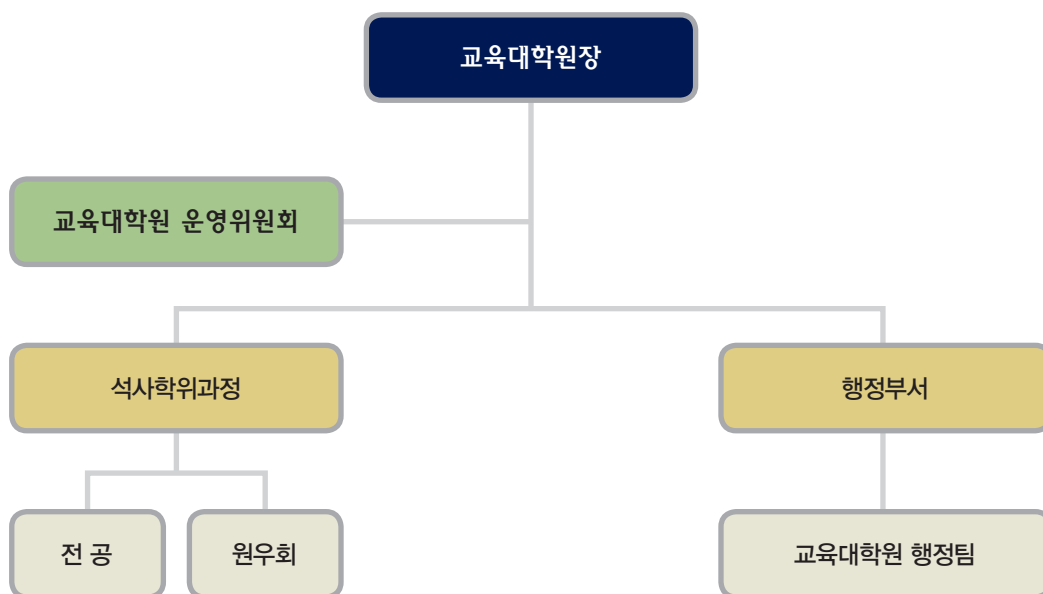 교육대학원장
교육대학원 운영위원회
석사학위과정
행정부서
전 공
원우회
교육대학원 행정팀